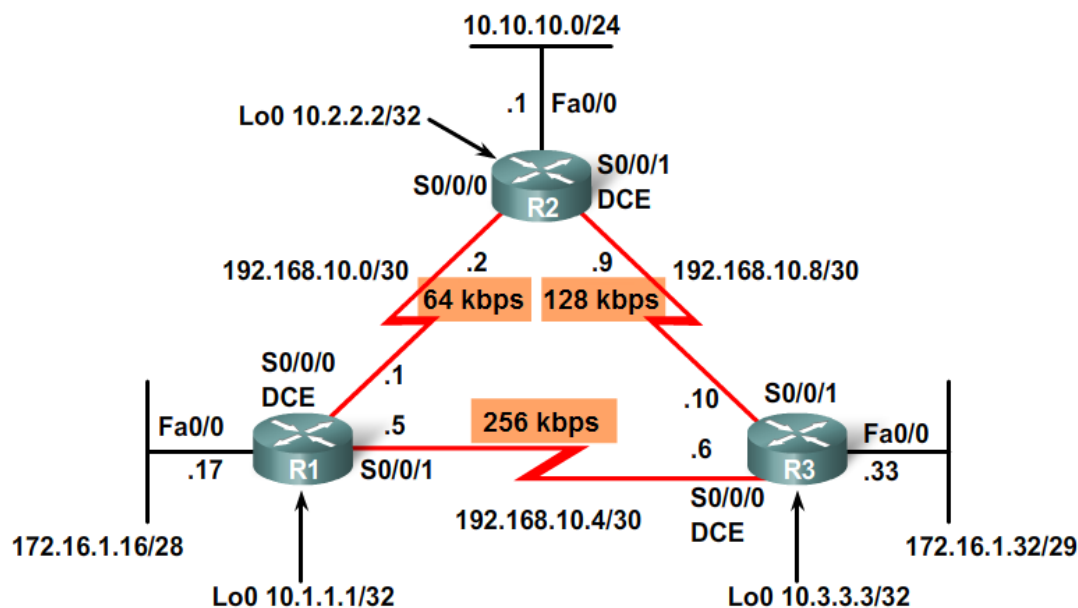 10.10.10.0/24
.1 Fa0/0
Lo0 10.2.2.2/32
S0/0/0
S0/0/1
DCE
R2
192.168.10.0/30
.2
.9
192.168.10.8/30
64 kbps
128 kbps
S0/0/0
DCE
.1
.10
S0/0/1
Fa0/0
.17
R1
.5
S0/0/1
256 kbps
.6
R3
Fa0/0
.33
S0/0/0
DCE
192.168.10.4/30
172.16.1.16/28
172.16.1.32/29
Lo0 10.1.1.1/32
Lo0 10.3.3.3/32